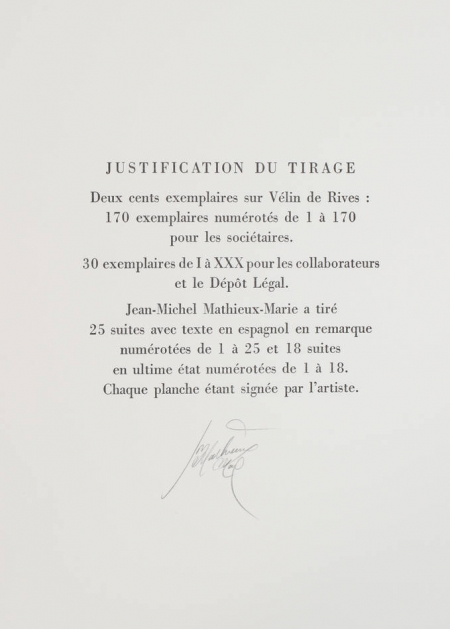 JUSTIFICATION DU TIRAGE
Deux cents exemplaires sur Vélin de Rives :
170 exemplaires numérotés de 1 à 170
pour les sociétaires.
30 exemplaires de I à XXX pour les collaborateurs
et le Dépôt Légal.
Jean-Michel Mathieux-Marie a tiré
25 suites avec texte en espagnol en remarque
numérotées de 1 à 25 et 18 suites
en ultime état numérotées de 1 à 18.
Chaque planche étant signée par l'artiste.